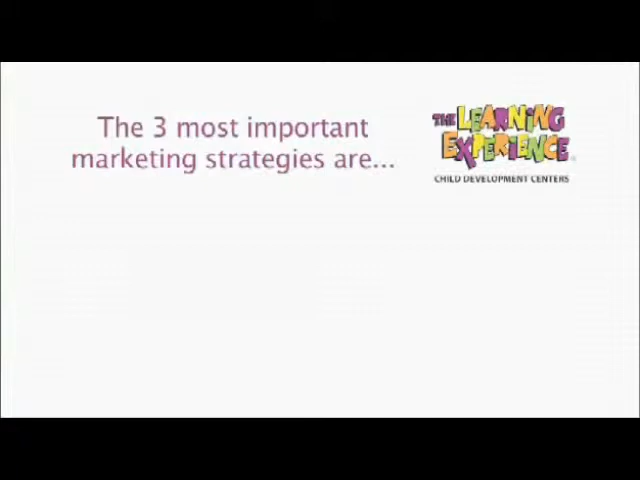 The 3 most important
marketing strategies are...
THE LEARNING
EXPERIENCE
CHILD DEVELOPMENT CENTERS